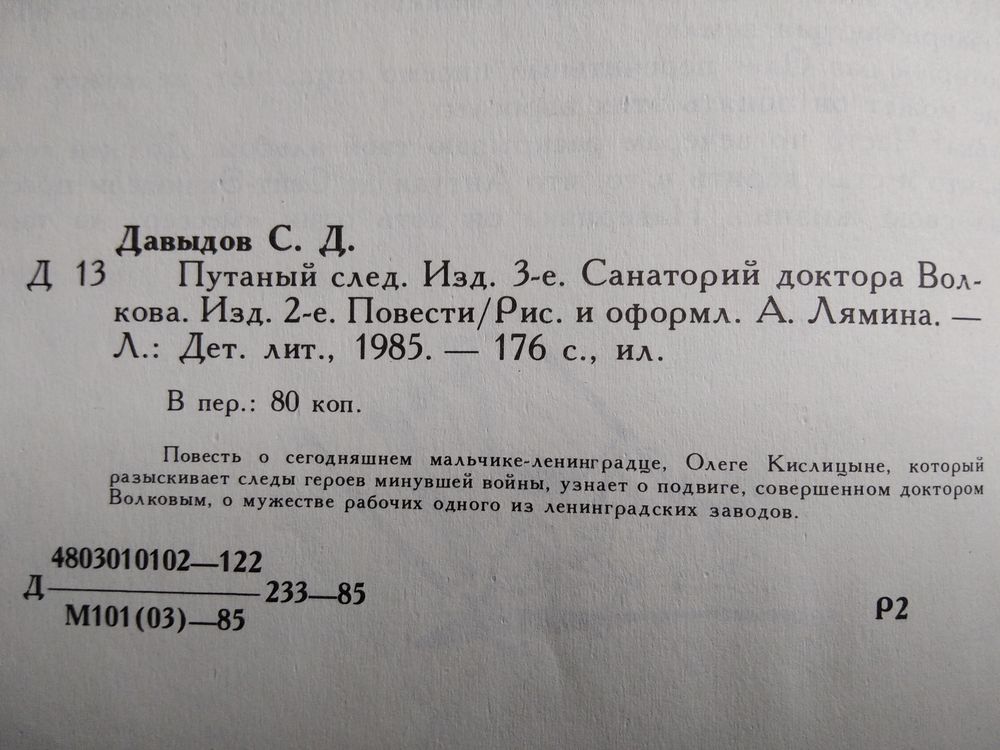 Давыдов С. Д.
Д 13 Путаный след. Изд. 3-е. Санаторий доктора Вол-
кова. Изд. 2-е. Повести/Рис. и оформл. А. Лямина. —
Л.: Дет. лит., 1985. — 176 с., ил.
В пер.: 80 коп.
Повесть о сегодняшнем мальчике-ленинградце, Олеге Кислицыне, который
разыскивает следы героев минувшей войны, узнает о подвиге, совершенном доктором
Волковым, о мужестве рабочих одного из ленинградских заводов.
4803010102—122
Д 233—85
М101(03)—85
Р2